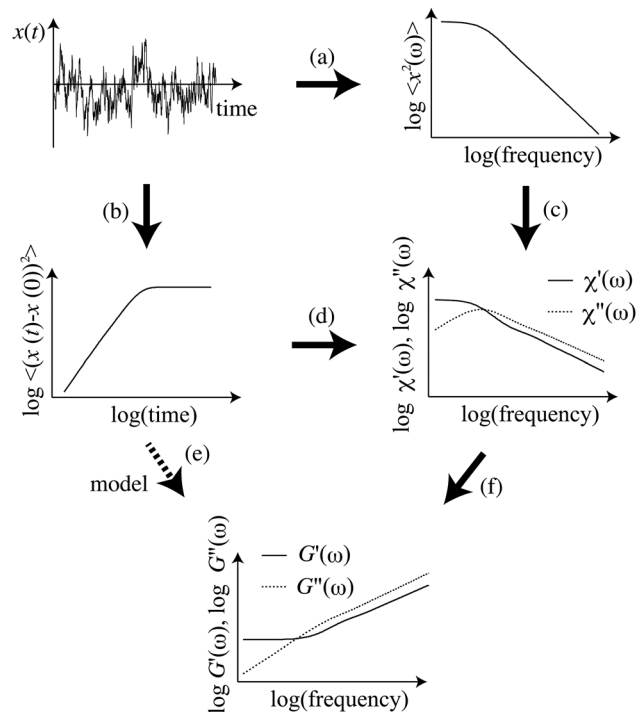 x(t)
time
(a)
log <x²(ω)>
log(frequency)
(b)
(c)
log <(x (t)-x (0))²>
log(time)
(d)
log χ'(ω), log χ"(ω)
χ'(ω)
χ"(ω)
log(frequency)
(e)
model
(f)
log G'(ω), log G"(ω)
G'(ω)
G"(ω)
log(frequency)